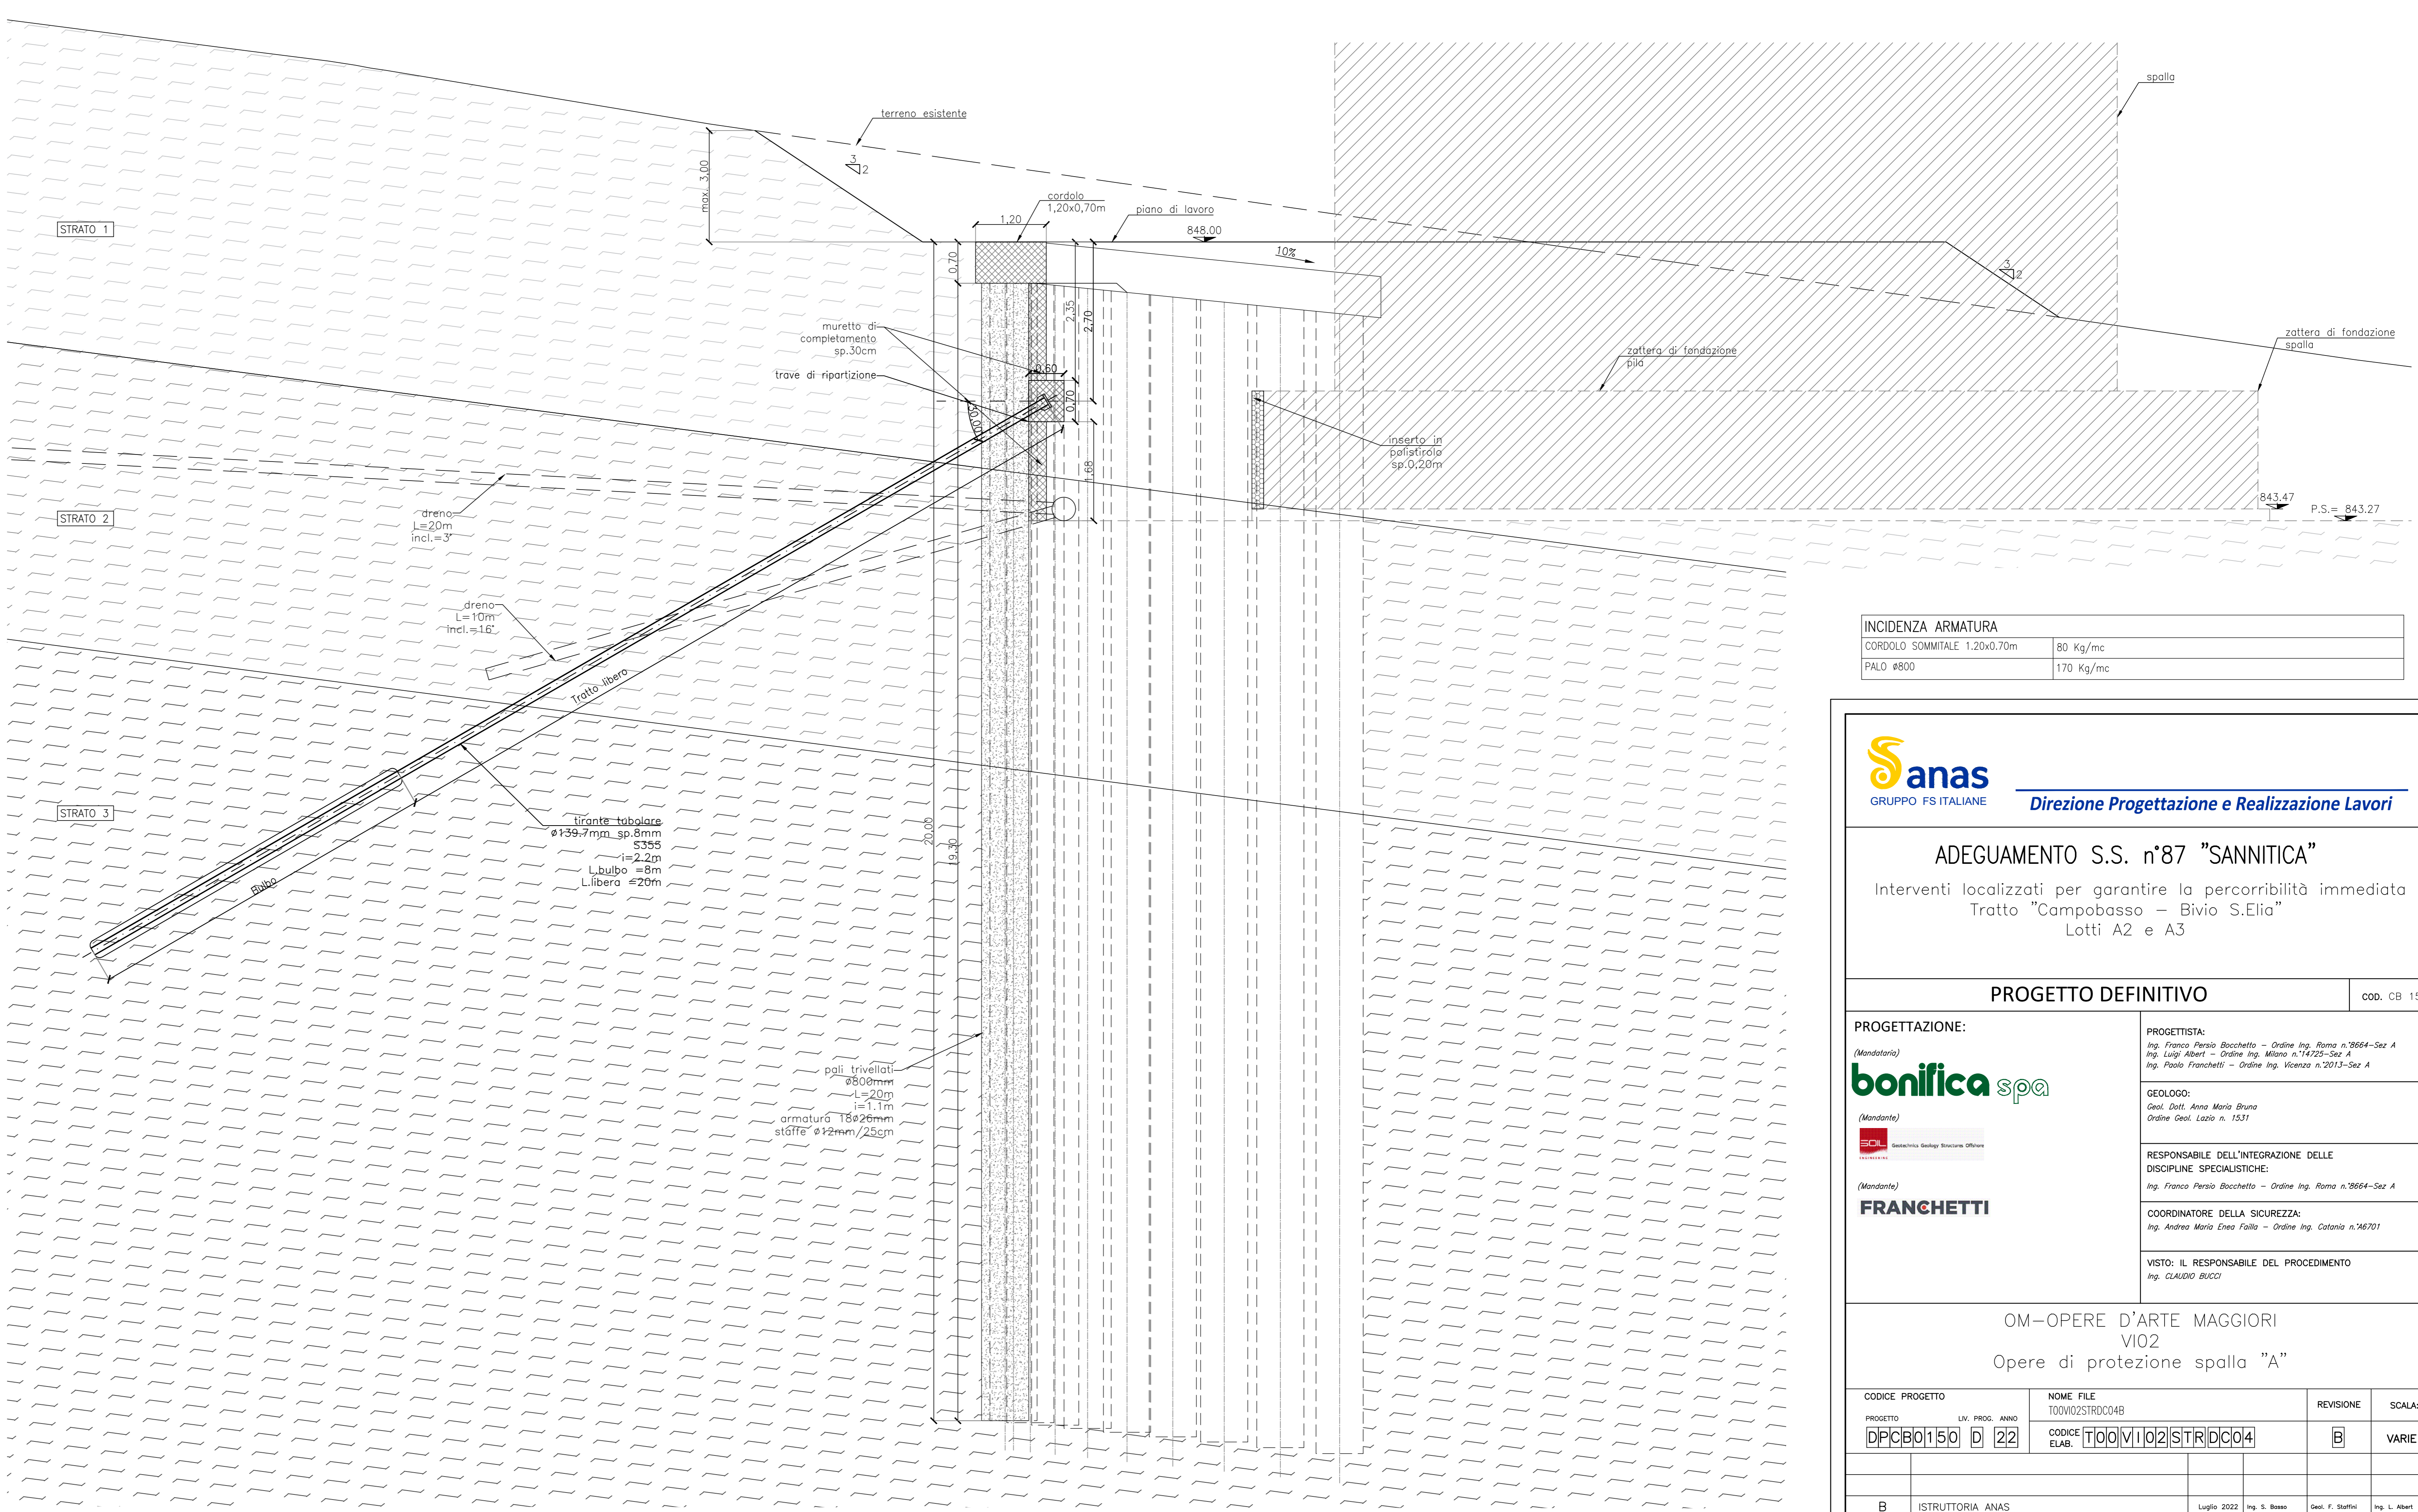 spalla
terreno esistente
3
2
max. 3,00
cordolo
1,20x0,70m
piano di lavoro
1,20
848.00
10%
STRATO 1
0,70
3
2
2,35
2,70
muretto di
completamento
sp.30cm
trave di ripartizione
0,60
0,70
zattera di fondazione
pila
zattera di fondazione
spalla
inserto in
polistirolo
sp.0,20m
1,68
843.47
P.S.= 843.27
STRATO 2
dreno
L=20m
incl.=3°
dreno
L=10m
incl.=16°
Tratto libero
STRATO 3
tirante tubolare
ø139.7mm sp.8mm
S355
i=2.2m
L.bulbo =8m
L.libera =20m
Bulbo
20,00
19,30
pali trivellati
ø800mm
L=20m
i=1.1m
armatura 18ø26mm
staffe ø12mm/25cm
INCIDENZA ARMATURA
CORDOLO SOMMITALE 1.20x0.70m 80 Kg/mc
PALO ø800 170 Kg/mc
anas
GRUPPO FS ITALIANE
Direzione Progettazione e Realizzazione Lavori
ADEGUAMENTO S.S. n°87 "SANNITICA"
Interventi localizzati per garantire la percorribilità immediata
Tratto "Campobasso – Bivio S.Elia"
Lotti A2 e A3
PROGETTO DEFINITIVO
COD. CB 15
PROGETTAZIONE:
(Mandataria)
bonifica spa
(Mandante)
SOIL
ENGINEERING
Geotechnics Geology Structures Offshore
(Mandante)
FRANCHETTI
PROGETTISTA:
Ing. Franco Persio Bocchetto – Ordine Ing. Roma n.°8664–Sez A
Ing. Luigi Albert – Ordine Ing. Milano n.°14725–Sez A
Ing. Paolo Franchetti – Ordine Ing. Vicenza n.°2013–Sez A
GEOLOGO:
Geol. Dott. Anna Maria Bruna
Ordine Geol. Lazio n. 1531
RESPONSABILE DELL'INTEGRAZIONE DELLE
DISCIPLINE SPECIALISTICHE:
Ing. Franco Persio Bocchetto – Ordine Ing. Roma n.°8664–Sez A
COORDINATORE DELLA SICUREZZA:
Ing. Andrea Maria Enea Failla – Ordine Ing. Catania n.°A6701
VISTO: IL RESPONSABILE DEL PROCEDIMENTO
Ing. CLAUDIO BUCCI
OM–OPERE D'ARTE MAGGIORI
VI02
Opere di protezione spalla "A"
CODICE PROGETTO
PROGETTO LIV. PROG. ANNO
DPCB0150 D 22
NOME FILE
T00VI02STRDC04B
CODICE
ELAB.
T00VI02STRDC04
REVISIONE
B
SCALA:
VARIE
B ISTRUTTORIA ANAS Luglio 2022 Ing. S. Basso Geol. F. Staffini Ing. L. Albert